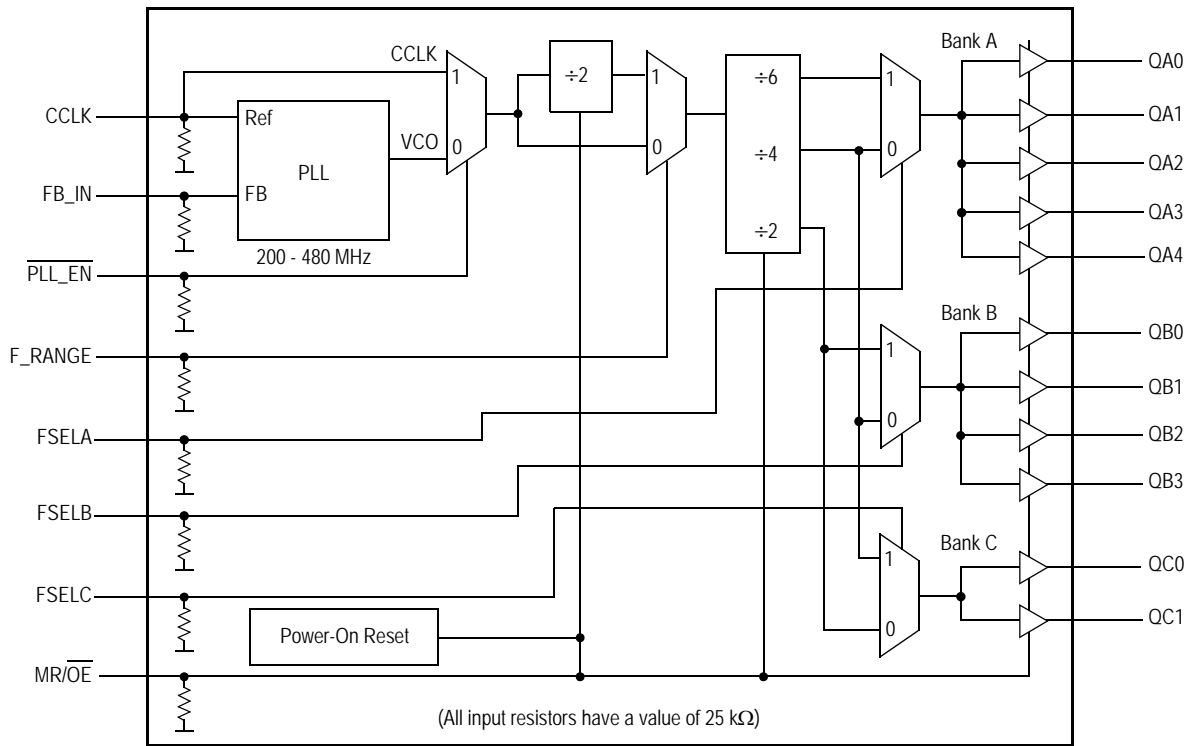 CCLK
FB_IN
PLL_EN
F_RANGE
FSELA
FSELB
FSELC
MR/OE
Ref
FB
PLL
200 - 480 MHz
CCLK
VCO
1
0
÷2
1
0
÷6
÷4
÷2
1
0
1
0
1
0
Bank A
Bank B
Bank C
QA0
QA1
QA2
QA3
QA4
QB0
QB1
QB2
QB3
QC0
QC1
Power-On Reset
(All input resistors have a value of 25 kΩ)